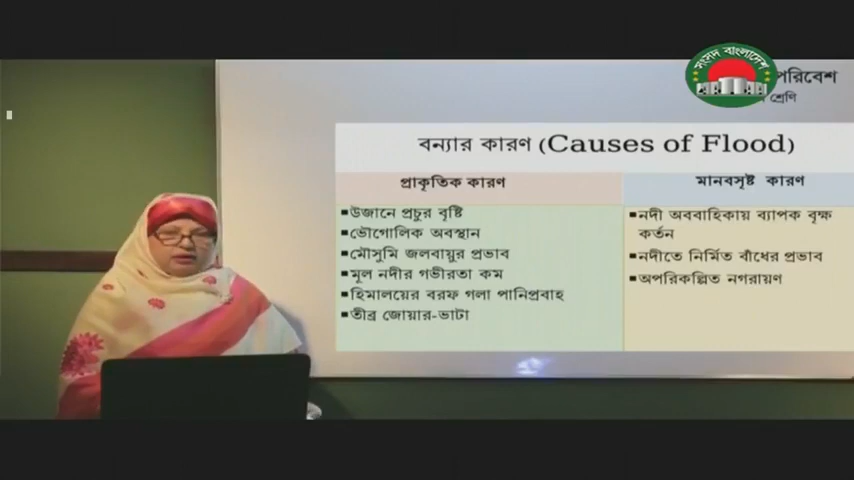 সংসদ বাংলাদেশ
পরিবেশ
শ্রেণি
বন্যার কারণ (Causes of Flood)
প্রাকৃতিক কারণ
▪উজানে প্রচুর বৃষ্টি
▪ভৌগোলিক অবস্থান
▪মৌসুমি জলবায়ুর প্রভাব
▪মূল নদীর গভীরতা কম
▪হিমালয়ের বরফ গলা পানিপ্রবাহ
▪তীব্র জোয়ার-ভাটা
মানবসৃষ্ট কারণ
▪নদী অববাহিকায় ব্যাপক বৃক্ষ
কর্তন
▪নদীতে নির্মিত বাঁধের প্রভাব
▪অপরিকল্পিত নগরায়ণ